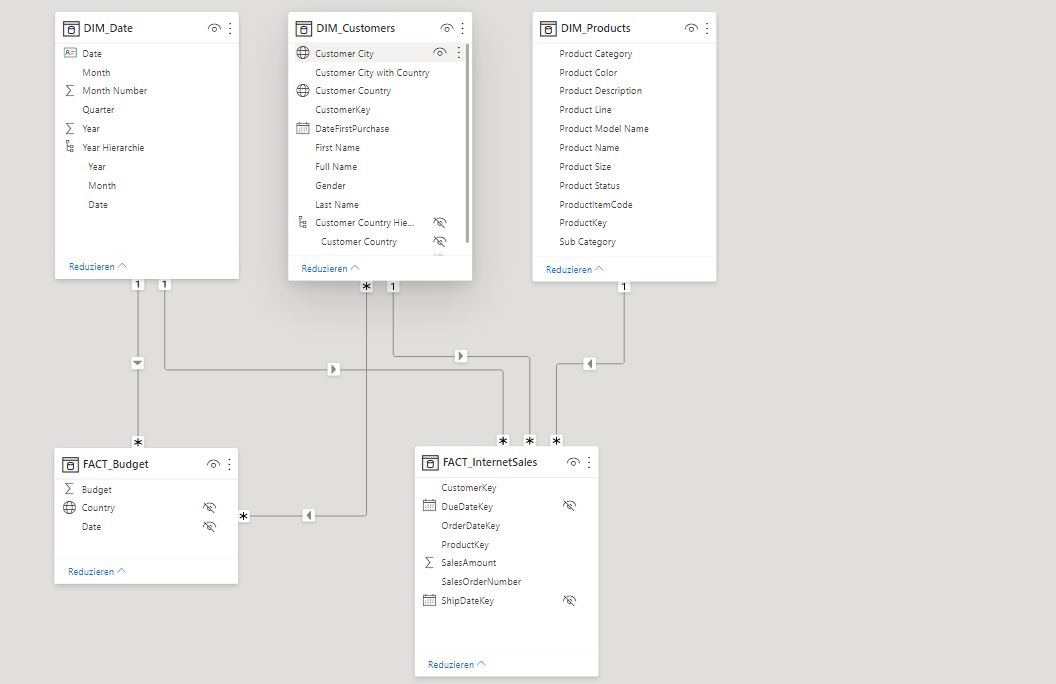 DIM_Date
Date
Month
Month Number
Quarter
Year
Year Hierarchie
Year
Month
Date
Reduzieren
DIM_Customers
Customer City
Customer City with Country
Customer Country
CustomerKey
DateFirstPurchase
First Name
Full Name
Gender
Last Name
Customer Country Hie...
Customer Country
Reduzieren
DIM_Products
Product Category
Product Color
Product Description
Product Line
Product Model Name
Product Name
Product Size
Product Status
ProductItemCode
ProductKey
Sub Category
Reduzieren
1
1
*
1
1
*
*
*
*
*
FACT_Budget
Budget
Country
Date
Reduzieren
FACT_InternetSales
CustomerKey
DueDateKey
OrderDateKey
ProductKey
SalesAmount
SalesOrderNumber
ShipDateKey
Reduzieren